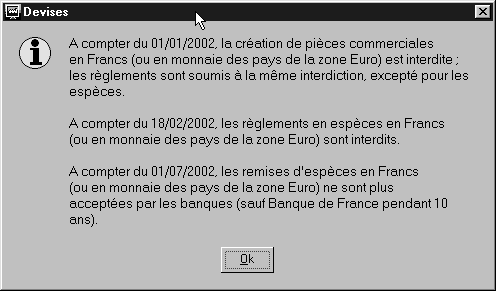 Devises
A compter du 01/01/2002, la création de pièces commerciales
en Francs (ou en monnaie des pays de la zone Euro) est interdite ;
les règlements sont soumis à la même interdiction, excepté pour les
espèces.
A compter du 18/02/2002, les règlements en espèces en Francs
(ou en monnaie des pays de la zone Euro) sont interdits.
A compter du 01/07/2002, les remises d'espèces en Francs
(ou en monnaie des pays de la zone Euro) ne sont plus
acceptées par les banques (sauf Banque de France pendant 10
ans).
Ok